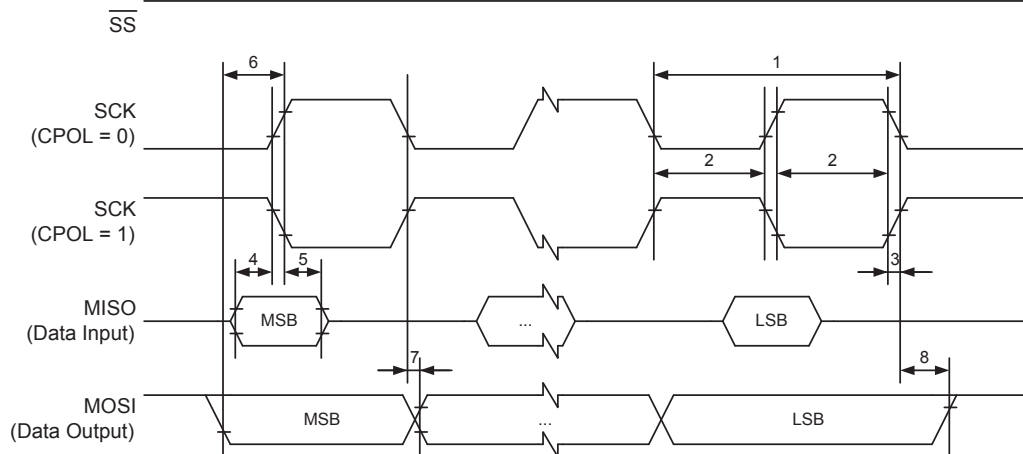 SS
6
1
SCK
(CPOL = 0)
2
2
SCK
(CPOL = 1)
4
5
3
MISO
(Data Input)
MSB
...
LSB
7
8
MOSI
(Data Output)
MSB
...
LSB